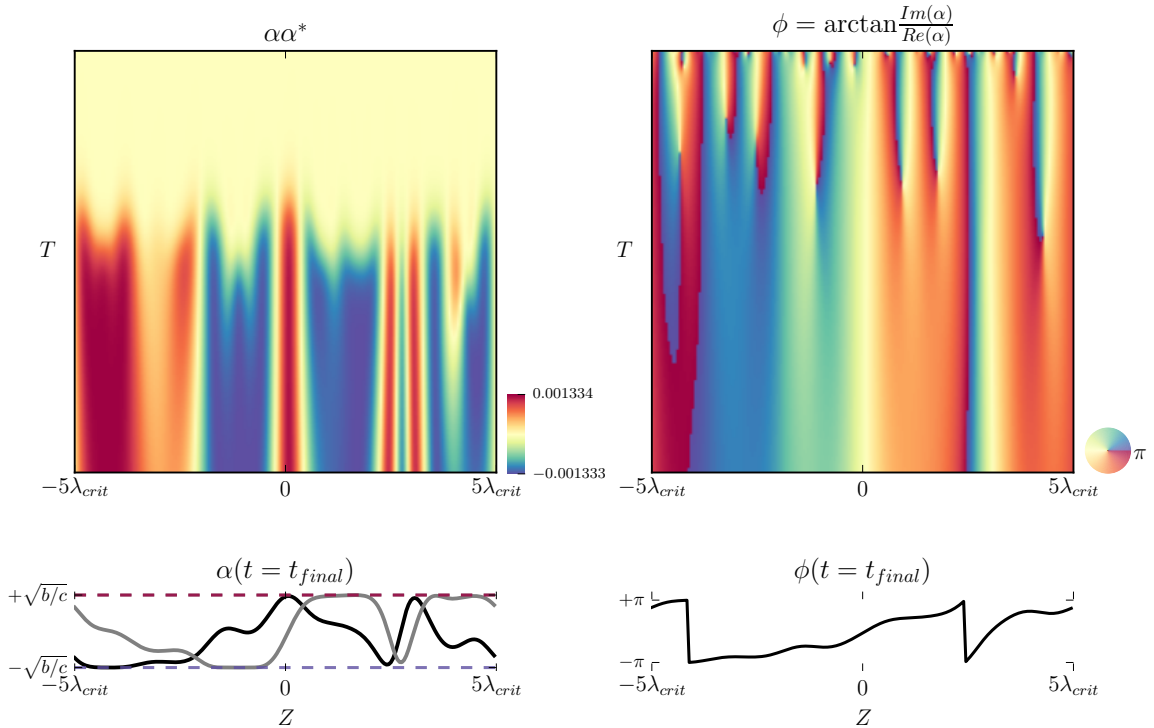 αα*
ϕ = arctan Im(α)/Re(α)
T
T
0.001334
−0.001333
π
−5λcrit 0 5λcrit
−5λcrit 0 5λcrit
α(t = tfinal)
ϕ(t = tfinal)
+√b/c
−√b/c
+π
−π
−5λcrit 0 5λcrit
−5λcrit 0 5λcrit
Z
Z